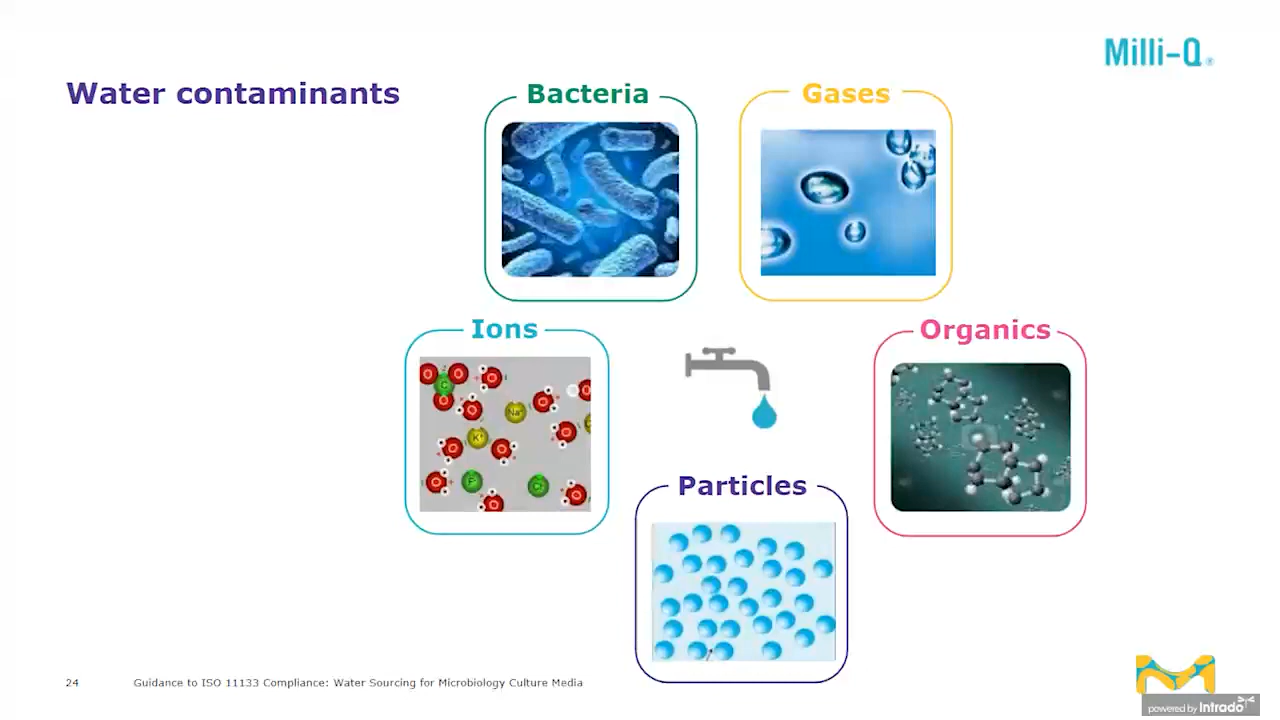 Milli-Q®
Water contaminants
Bacteria
Gases
Ions
Organics
Particles
24
Guidance to ISO 11133 Compliance: Water Sourcing for Microbiology Culture Media
powered by Intrado